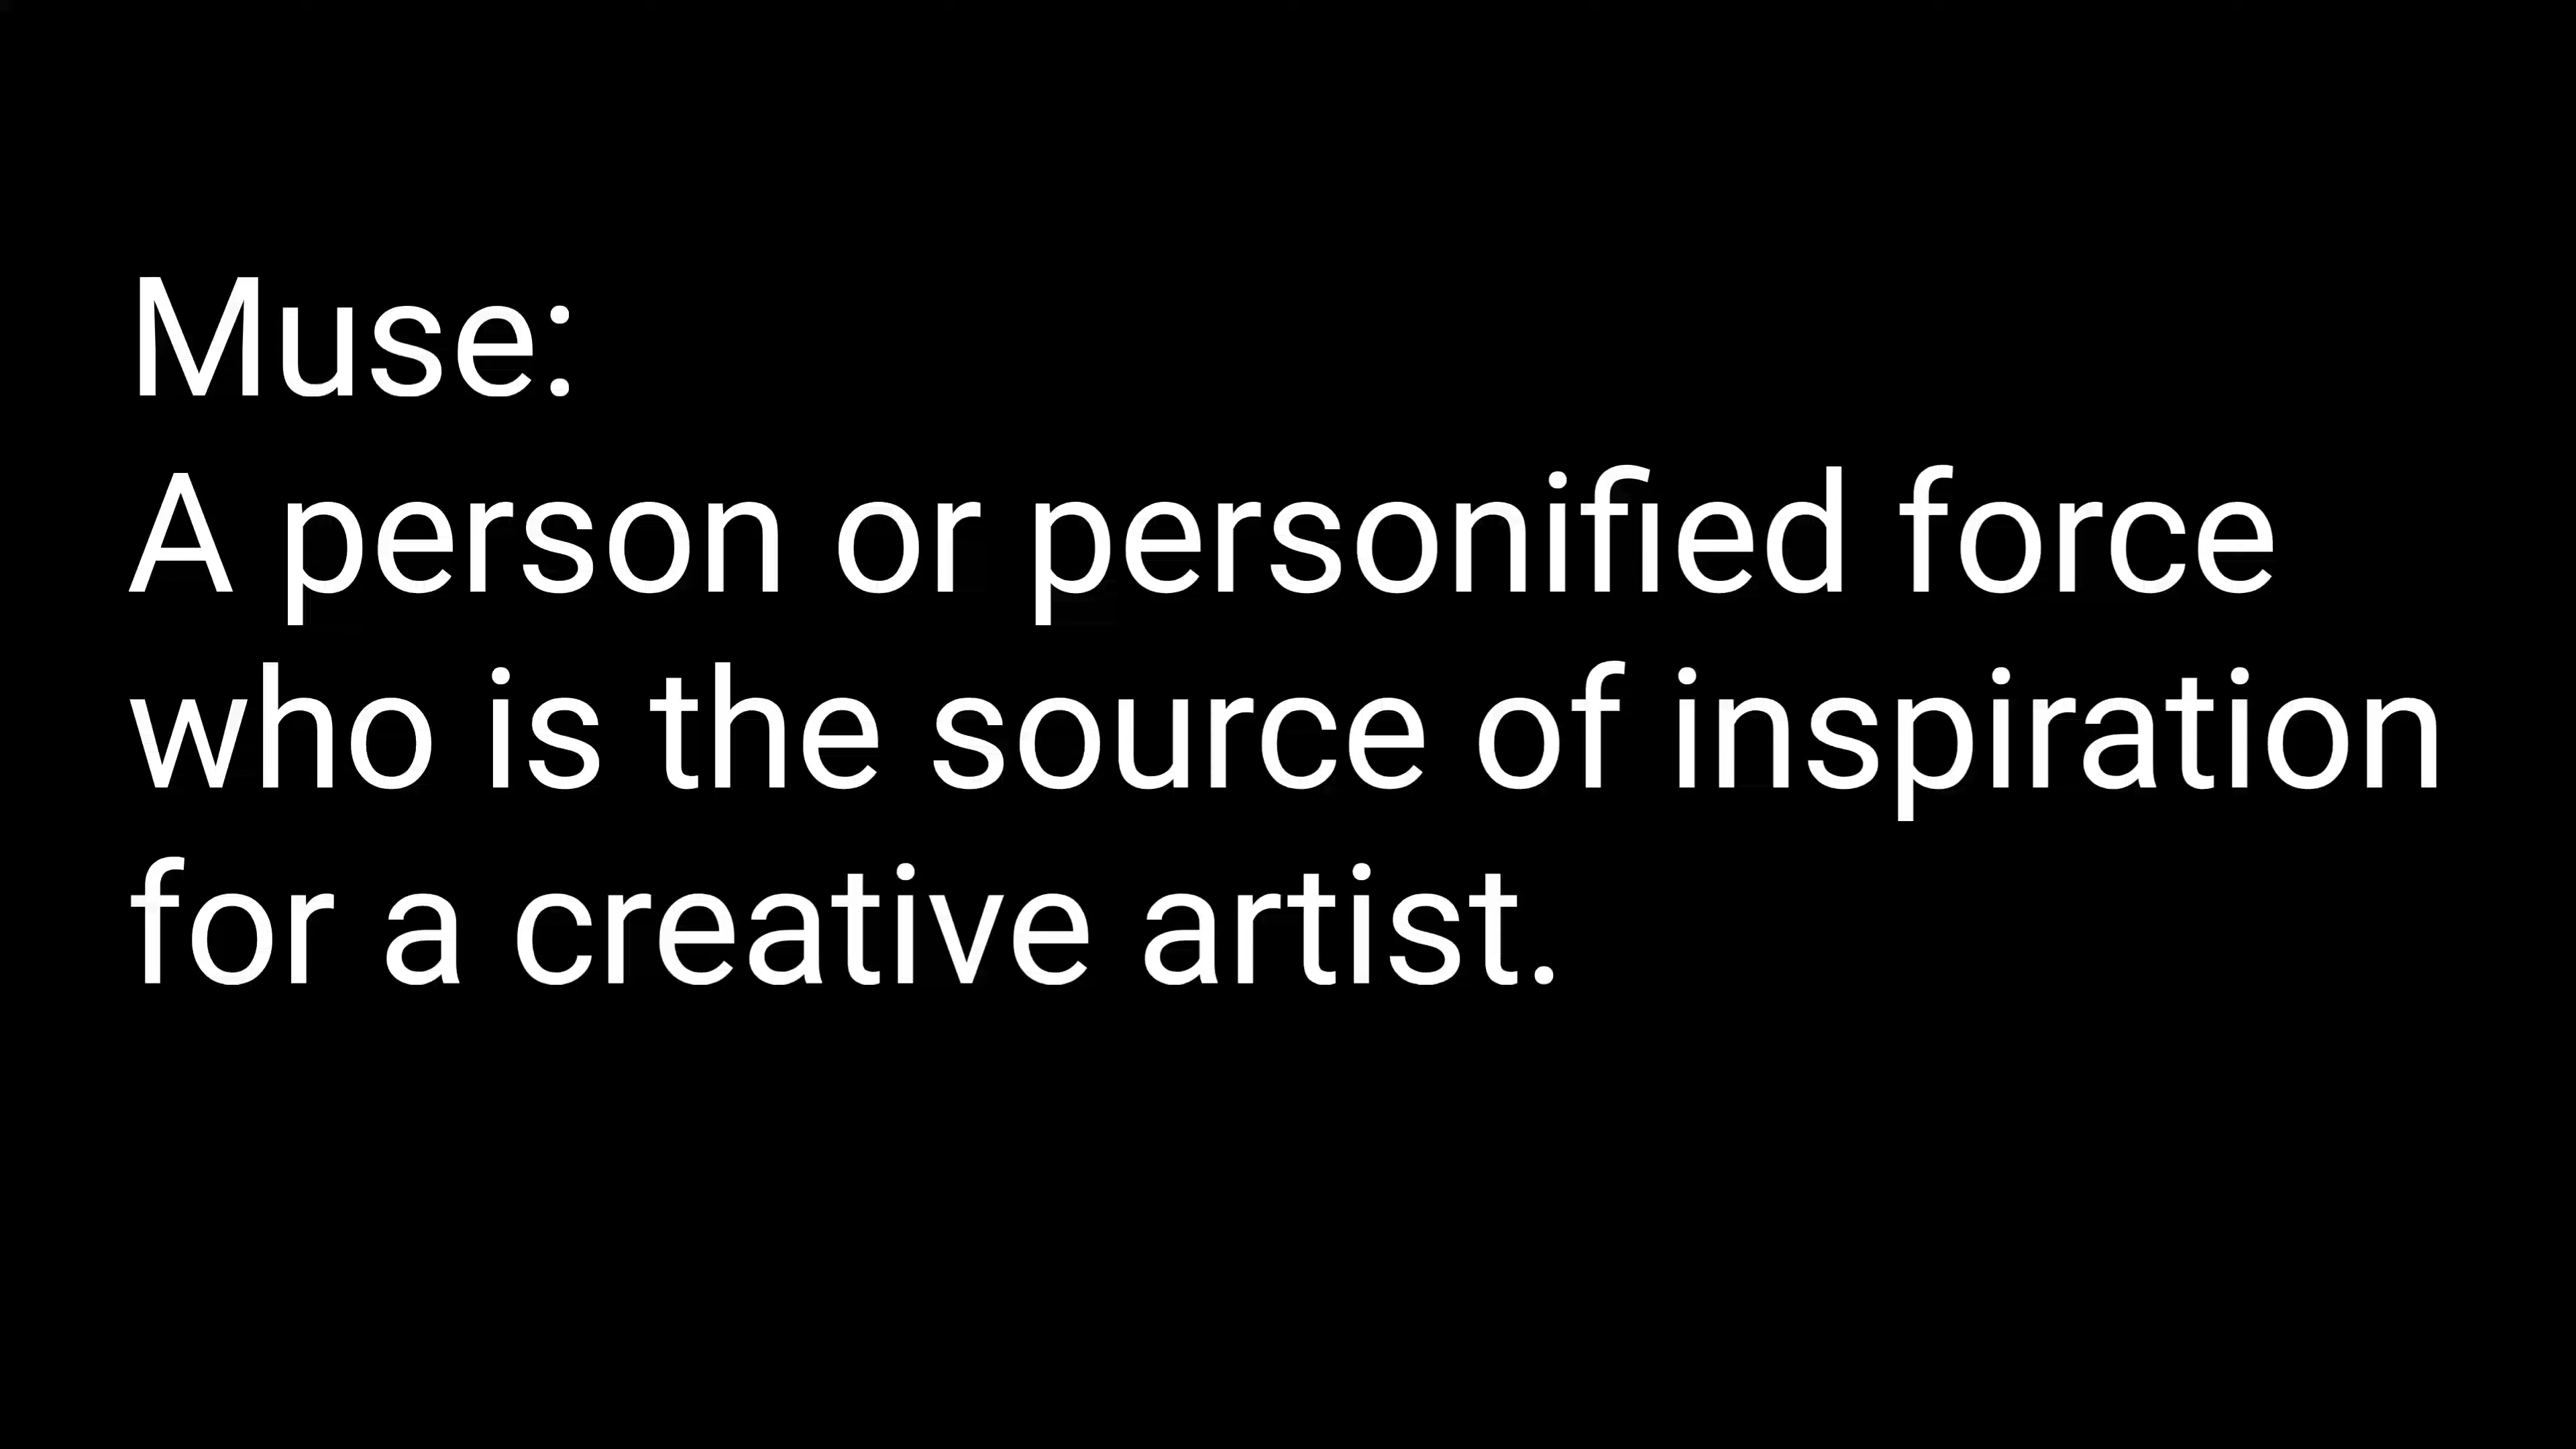 Muse:
A person or personified force
who is the source of inspiration
for a creative artist.